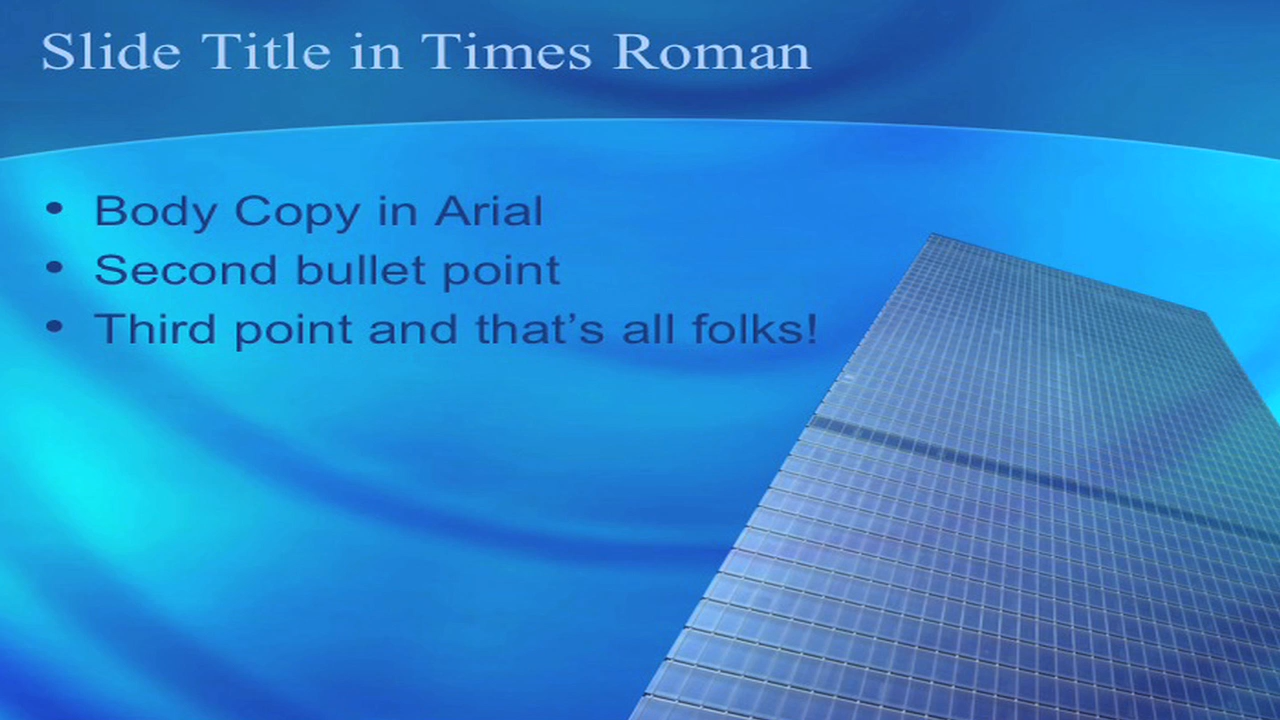 Slide Title in Times Roman
• Body Copy in Arial
• Second bullet point
• Third point and that’s all folks!